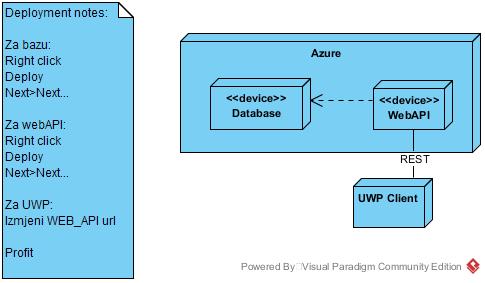 Deployment notes:
Za bazu:
Right click
Deploy
Next>Next...
Za webAPI:
Right click
Deploy
Next>Next...
Za UWP:
Izmjeni WEB_API url
Profit
Azure
<<device>>
Database
<<device>>
WebAPI
REST
UWP Client
Powered By Visual Paradigm Community Edition